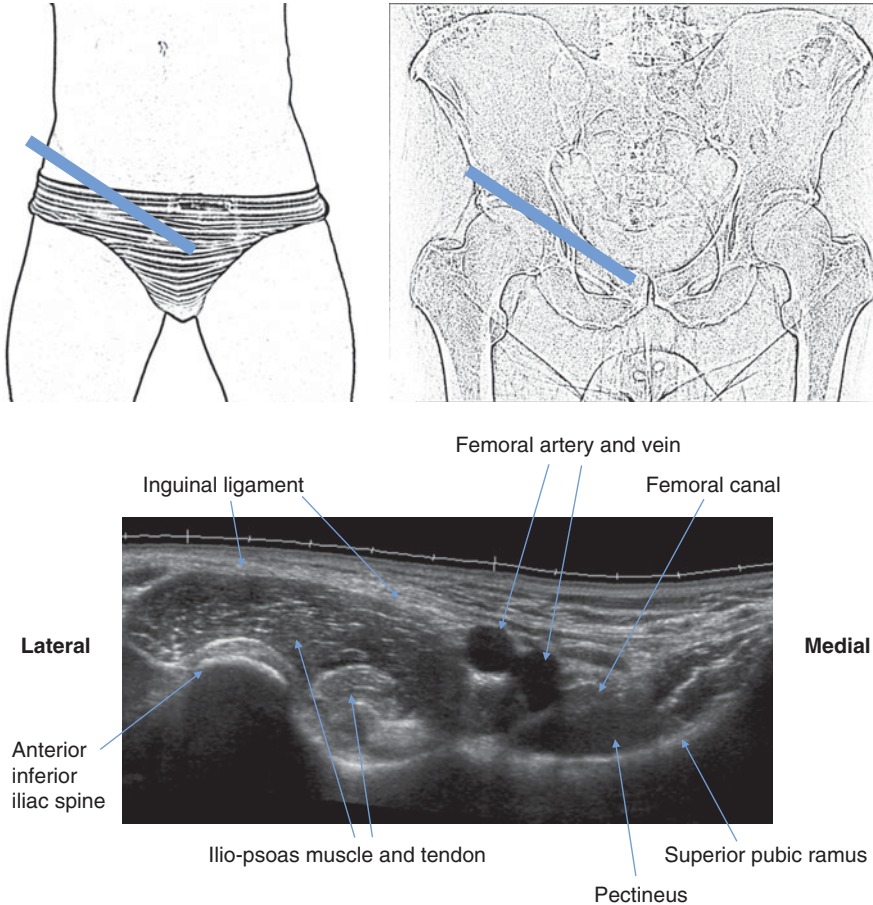 Femoral artery and vein
Inguinal ligament
Femoral canal
Lateral
Medial
Anterior
inferior
iliac spine
Ilio-psoas muscle and tendon
Superior pubic ramus
Pectineus